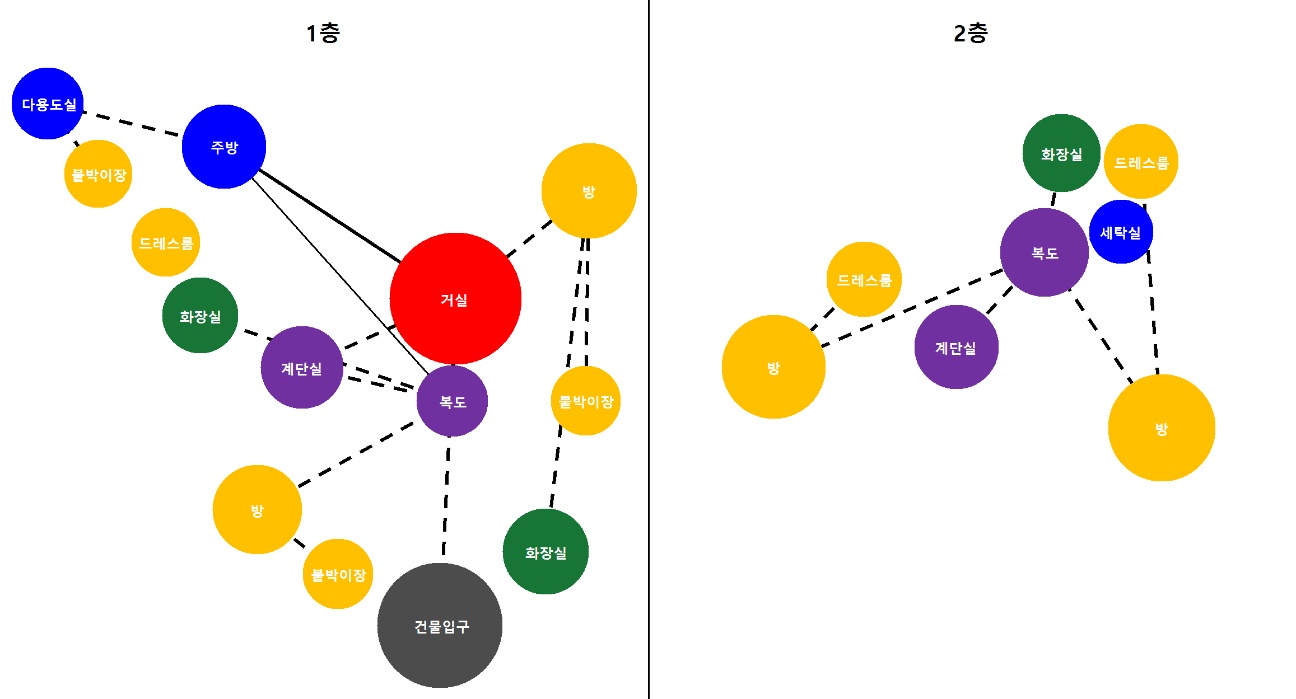 1층
다용도실
주방
붙박이장
방
드레스룸
거실
화장실
계단실
복도
붙박이장
방
화장실
붙박이장
건물입구
2층
화장실
드레스룸
세탁실
복도
드레스룸
계단실
방
방